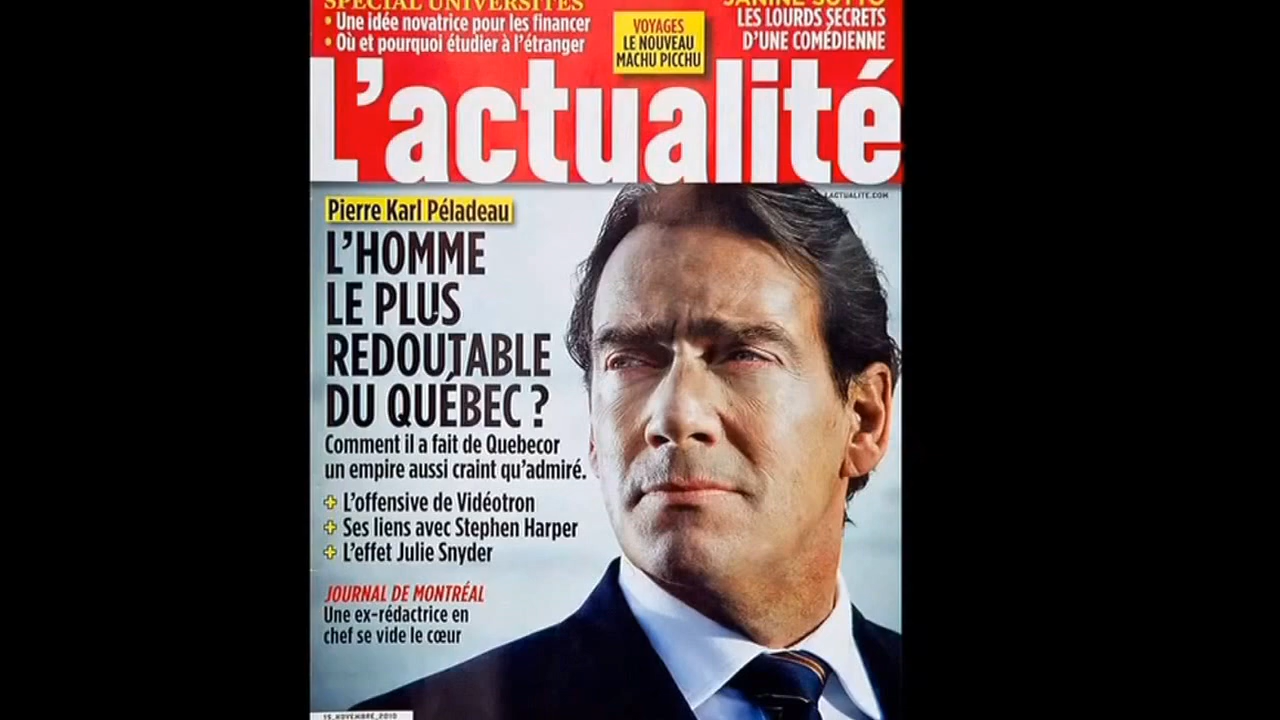 SPÉCIAL UNIVERSITÉS
• Une idée novatrice pour les financer
• Où et pourquoi étudier à l'étranger
VOYAGES
LE NOUVEAU
MACHU PICCHU
JANINE SUTTO
LES LOURDS SECRETS
D'UNE COMÉDIENNE
L'actualité
LACTUALITE.COM
Pierre Karl Péladeau
L'HOMME
LE PLUS
REDOUTABLE
DU QUÉBEC ?
Comment il a fait de Quebecor
un empire aussi craint qu'admiré.
+ L'offensive de Vidéotron
+ Ses liens avec Stephen Harper
+ L'effet Julie Snyder
JOURNAL DE MONTRÉAL
Une ex-rédactrice en
chef se vide le cœur
15_NOVEMBRE_2010